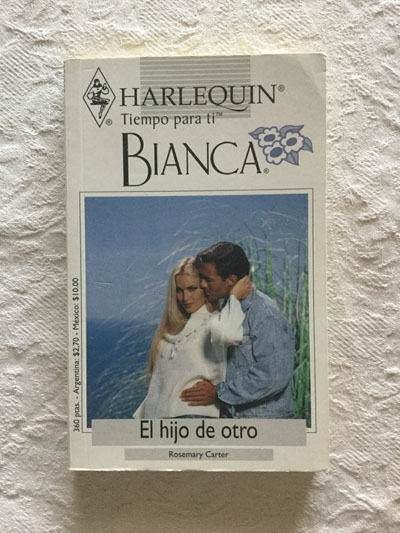 HARLEQUIN®
Tiempo para ti™
BIANCA®
®
360 ptas. - Argentina: $2,70 - México: $10.00
El hijo de otro
Rosemary Carter